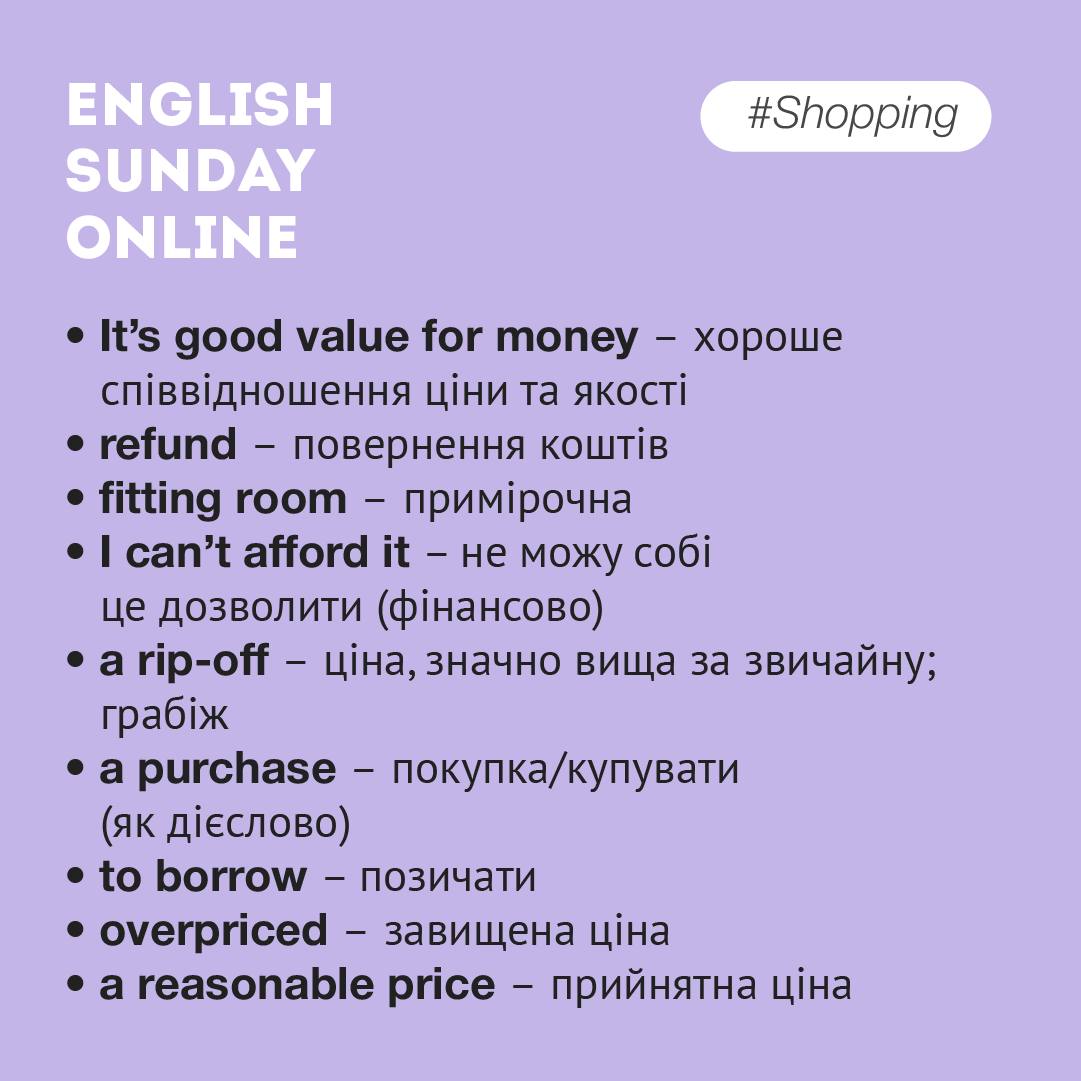 ENGLISH
SUNDAY
ONLINE
#Shopping
• It’s good value for money – хороше
співвідношення ціни та якості
• refund – повернення коштів
• fitting room – примірочна
• I can’t afford it – не можу собі
це дозволити (фінансово)
• a rip-off – ціна, значно вища за звичайну;
грабіж
• a purchase – покупка/купувати
(як дієслово)
• to borrow – позичати
• overpriced – завищена ціна
• a reasonable price – прийнятна ціна